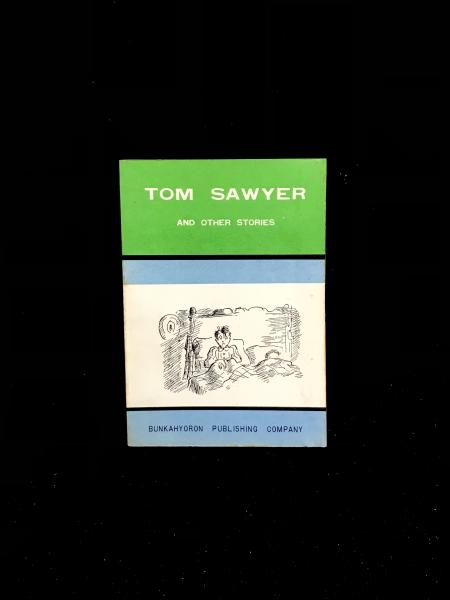 TOM SAWYER
AND OTHER STORIES
BUNKAHYORON PUBLISHING COMPANY